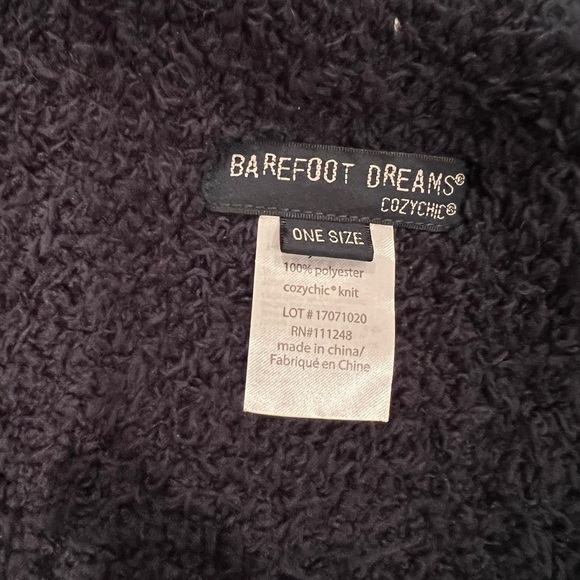 BAREFOOT DREAMS®
COZYCHIC®
ONE SIZE
100% polyester
cozychic® knit
LOT # 17071020
RN#111248
made in china/
Fabriqué en Chine